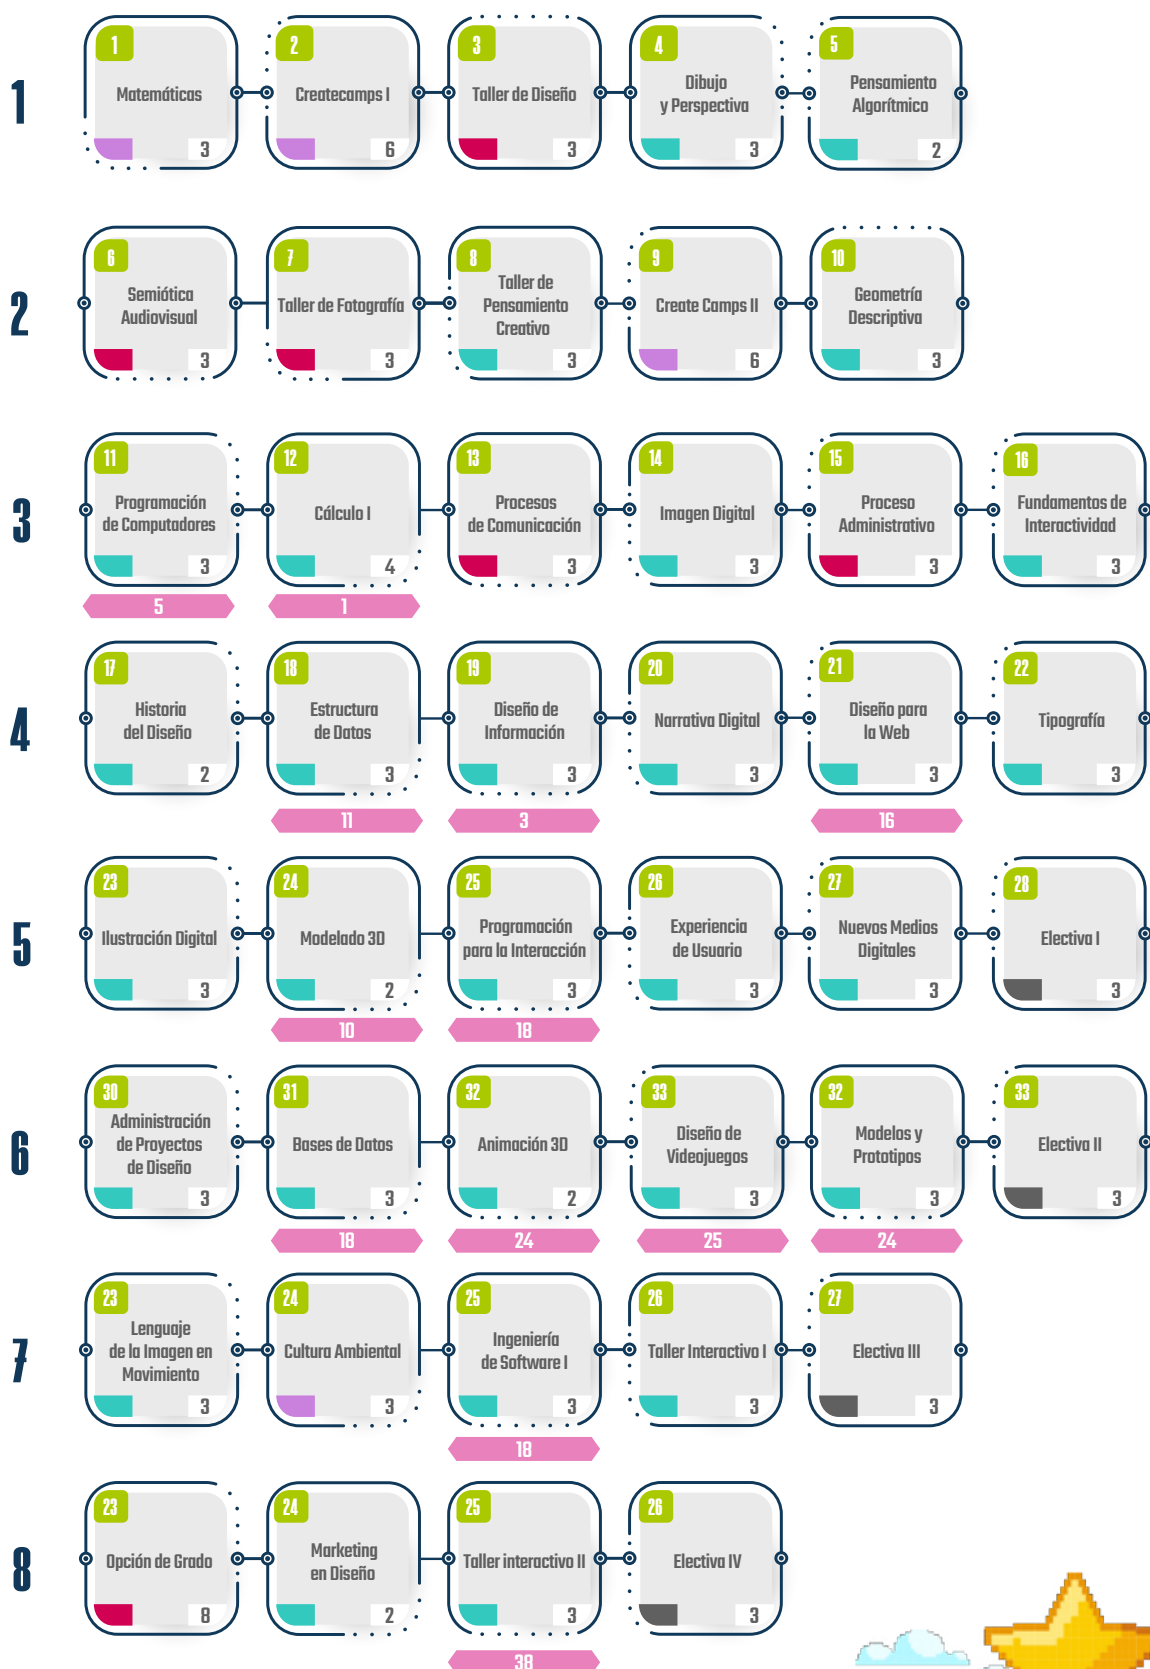 1
1
Matemáticas
3
2
Createcamps I
6
3
Taller de Diseño
3
4
Dibujo
y Perspectiva
3
5
Pensamiento
Algorítmico
2
2
6
Semiótica
Audiovisual
3
7
Taller de Fotografía
3
8
Taller de
Pensamiento
Creativo
3
9
Create Camps II
6
10
Geometría
Descriptiva
3
3
11
Programación
de Computadores
3
5
12
Cálculo I
4
1
13
Procesos
de Comunicación
3
14
Imagen Digital
3
15
Proceso
Administrativo
3
16
Fundamentos de
Interactividad
3
4
17
Historia
del Diseño
2
18
Estructura
de Datos
3
11
19
Diseño de
Información
3
3
20
Narrativa Digital
3
21
Diseño para
la Web
3
16
22
Tipografía
3
5
23
Ilustración Digital
3
24
Modelado 3D
2
10
25
Programación
para la Interacción
3
18
26
Experiencia
de Usuario
3
27
Nuevos Medios
Digitales
3
28
Electiva I
3
6
30
Administración
de Proyectos
de Diseño
3
31
Bases de Datos
3
18
32
Animación 3D
2
24
33
Diseño de
Videojuegos
3
25
32
Modelos y
Prototipos
3
24
33
Electiva II
3
7
23
Lenguaje
de la Imagen en
Movimiento
3
24
Cultura Ambiental
3
25
Ingeniería
de Software I
3
18
26
Taller Interactivo I
3
27
Electiva III
3
8
23
Opción de Grado
8
24
Marketing
en Diseño
2
25
Taller interactivo II
3
38
26
Electiva IV
3